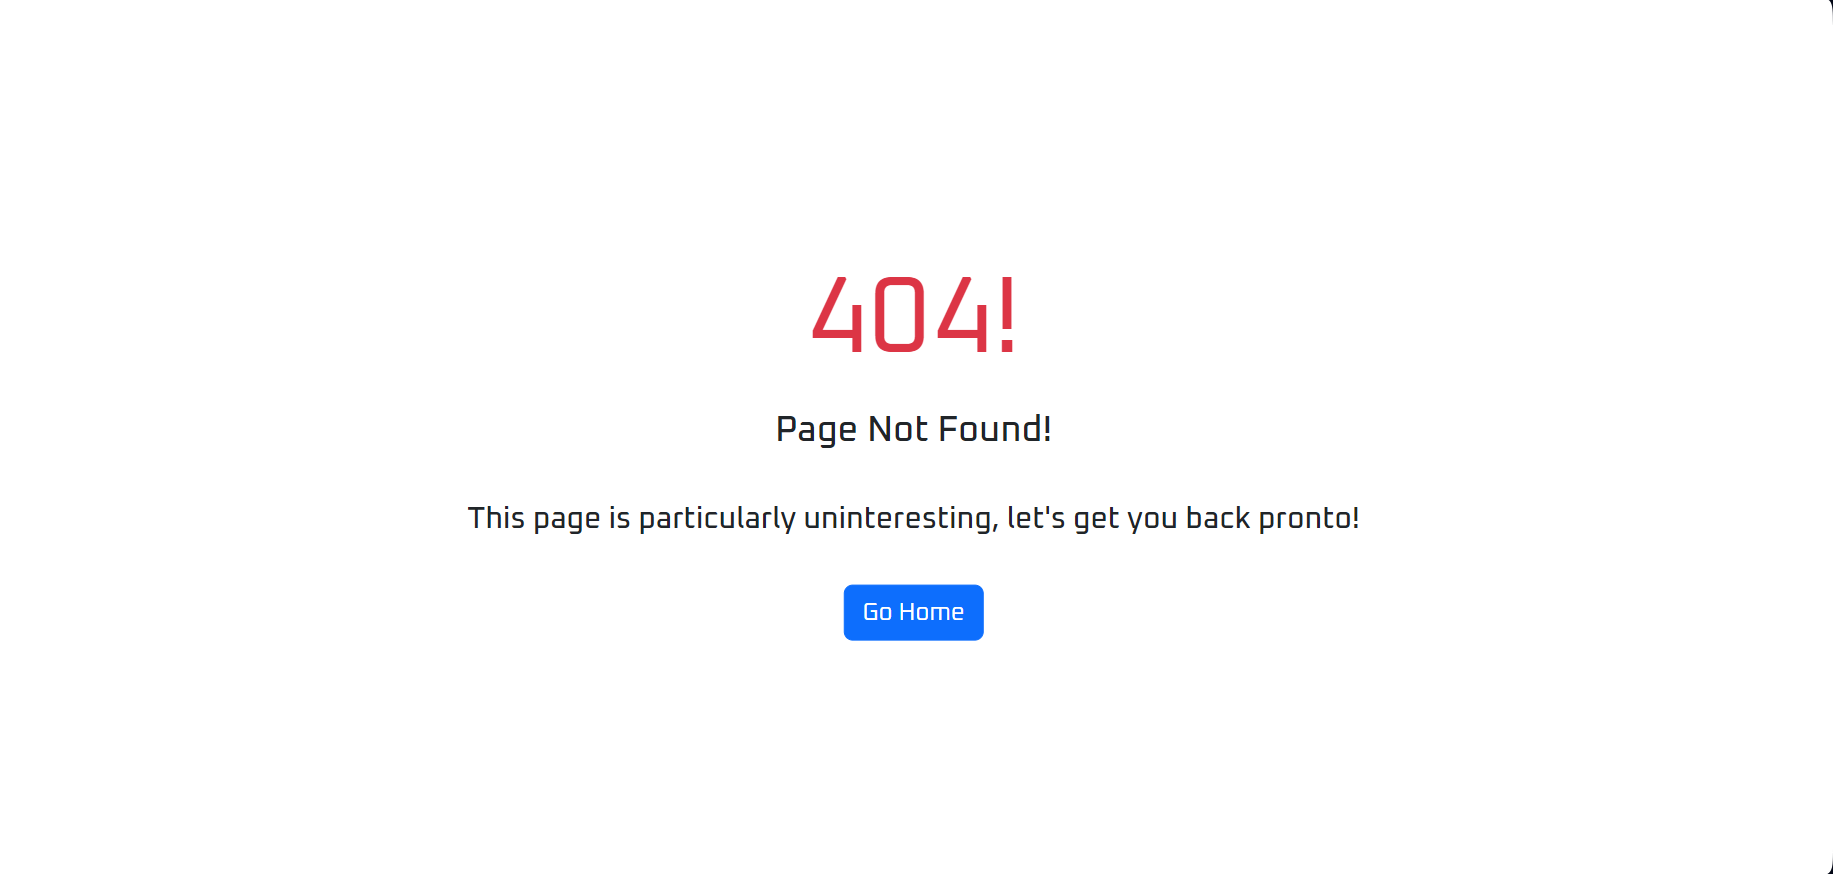 404!
Page Not Found!
This page is particularly uninteresting, let's get you back pronto!
Go Home